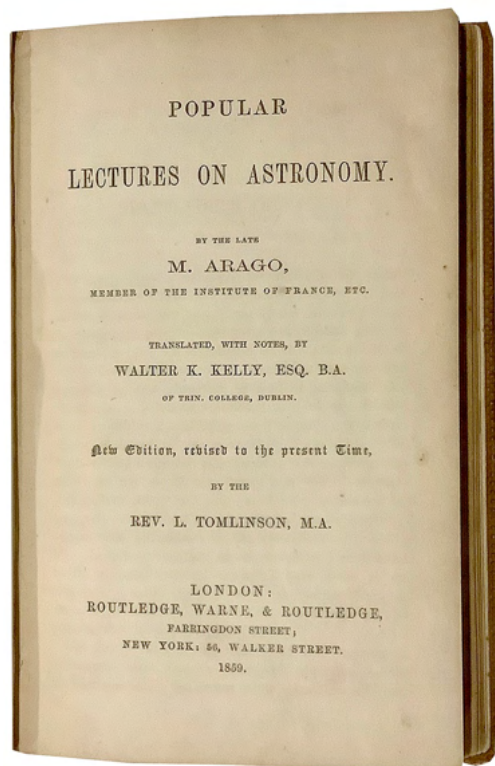 POPULAR
LECTURES ON ASTRONOMY.
BY THE LATE
M. ARAGO,
MEMBER OF THE INSTITUTE OF FRANCE, ETC.
TRANSLATED, WITH NOTES, BY
WALTER K. KELLY, ESQ. B.A.
OF TRIN. COLLEGE, DUBLIN.
New Edition, revised to the present Time,
BY THE
REV. L. TOMLINSON, M.A.
LONDON:
ROUTLEDGE, WARNE, & ROUTLEDGE,
FARRINGDON STREET;
NEW YORK: 56, WALKER STREET.
1859.